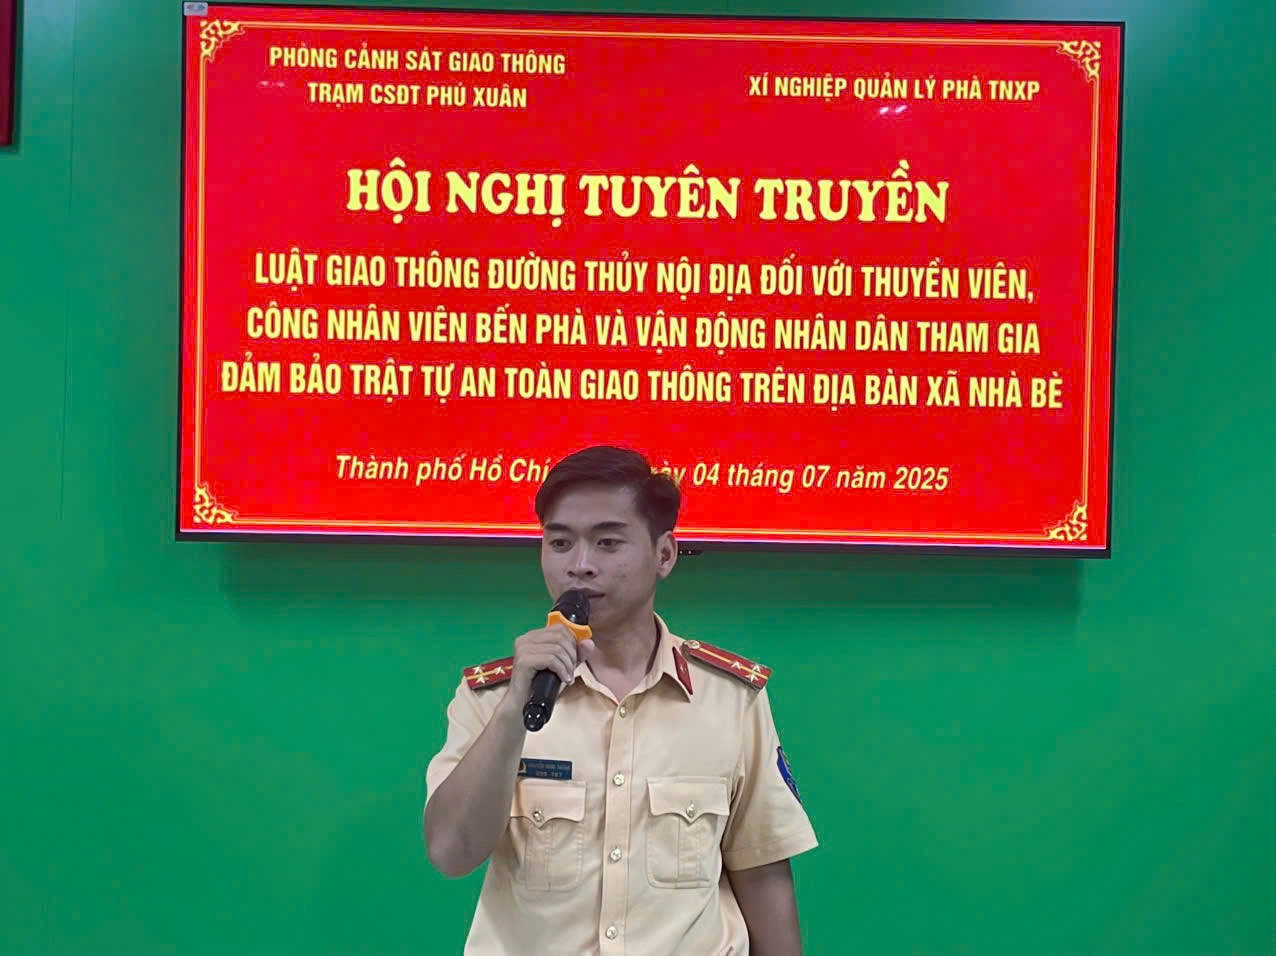 PHÒNG CẢNH SÁT GIAO THÔNG
TRẠM CSĐT PHÚ XUÂN
XÍ NGHIỆP QUẢN LÝ PHÀ TNXP
HỘI NGHỊ TUYÊN TRUYỀN
LUẬT GIAO THÔNG ĐƯỜNG THỦY NỘI ĐỊA ĐỐI VỚI THUYỀN VIÊN,
CÔNG NHÂN VIÊN BẾN PHÀ VÀ VẬN ĐỘNG NHÂN DÂN THAM GIA
ĐẢM BẢO TRẬT TỰ AN TOÀN GIAO THÔNG TRÊN ĐỊA BÀN XÃ NHÀ BÈ
Thành phố Hồ Chí 04 tháng 07 năm 2025